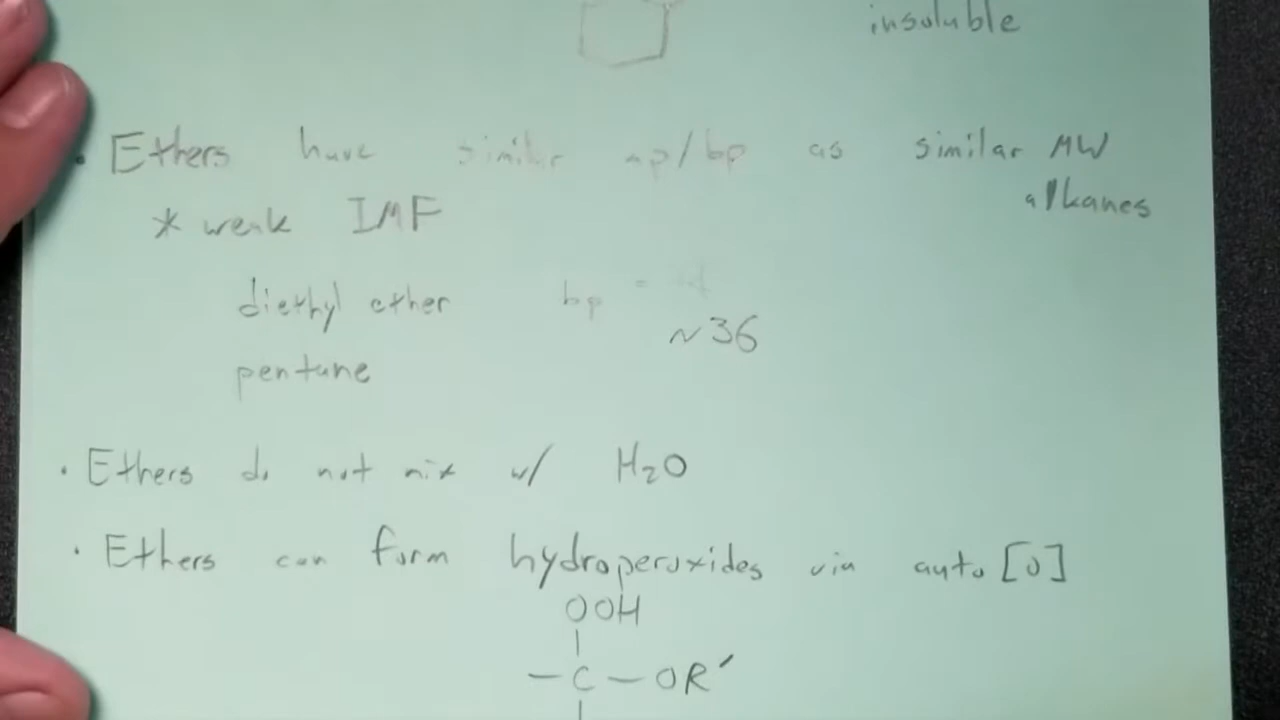 insoluble
• Ethers have similar mp/bp as similar MW
alkanes
* weak IMF
diethyl ether bp
~36
pentane
• Ethers do not mix w/ H2O
• Ethers can form hydroperoxides via auto [O]
OOH
|
— C — OR′
|